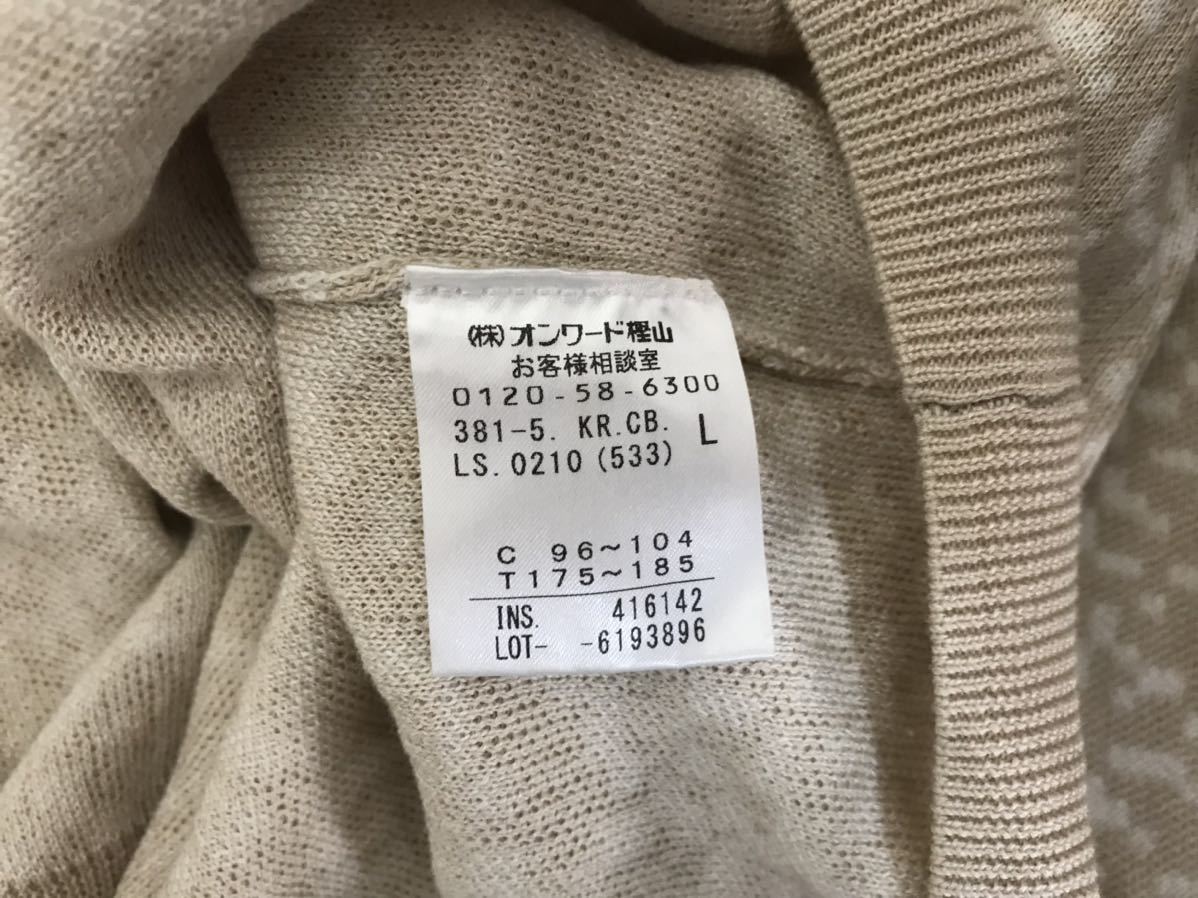 (株)オンワード樫山
お客様相談室
0120-58-6300
381-5. KR.CB. L
LS.0210(533)
C 96~104
T175~185
INS. 416142
LOT- -6193896